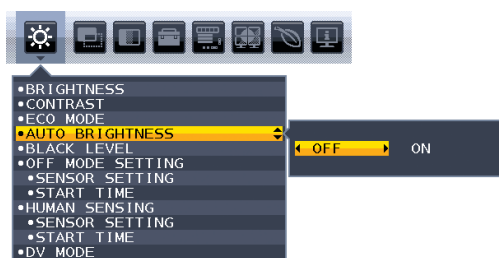 •BRIGHTNESS
•CONTRAST
•ECO MODE
•AUTO BRIGHTNESS
OFF ON
•BLACK LEVEL
•OFF MODE SETTING
•SENSOR SETTING
•START TIME
•HUMAN SENSING
•SENSOR SETTING
•START TIME
•DV MODE